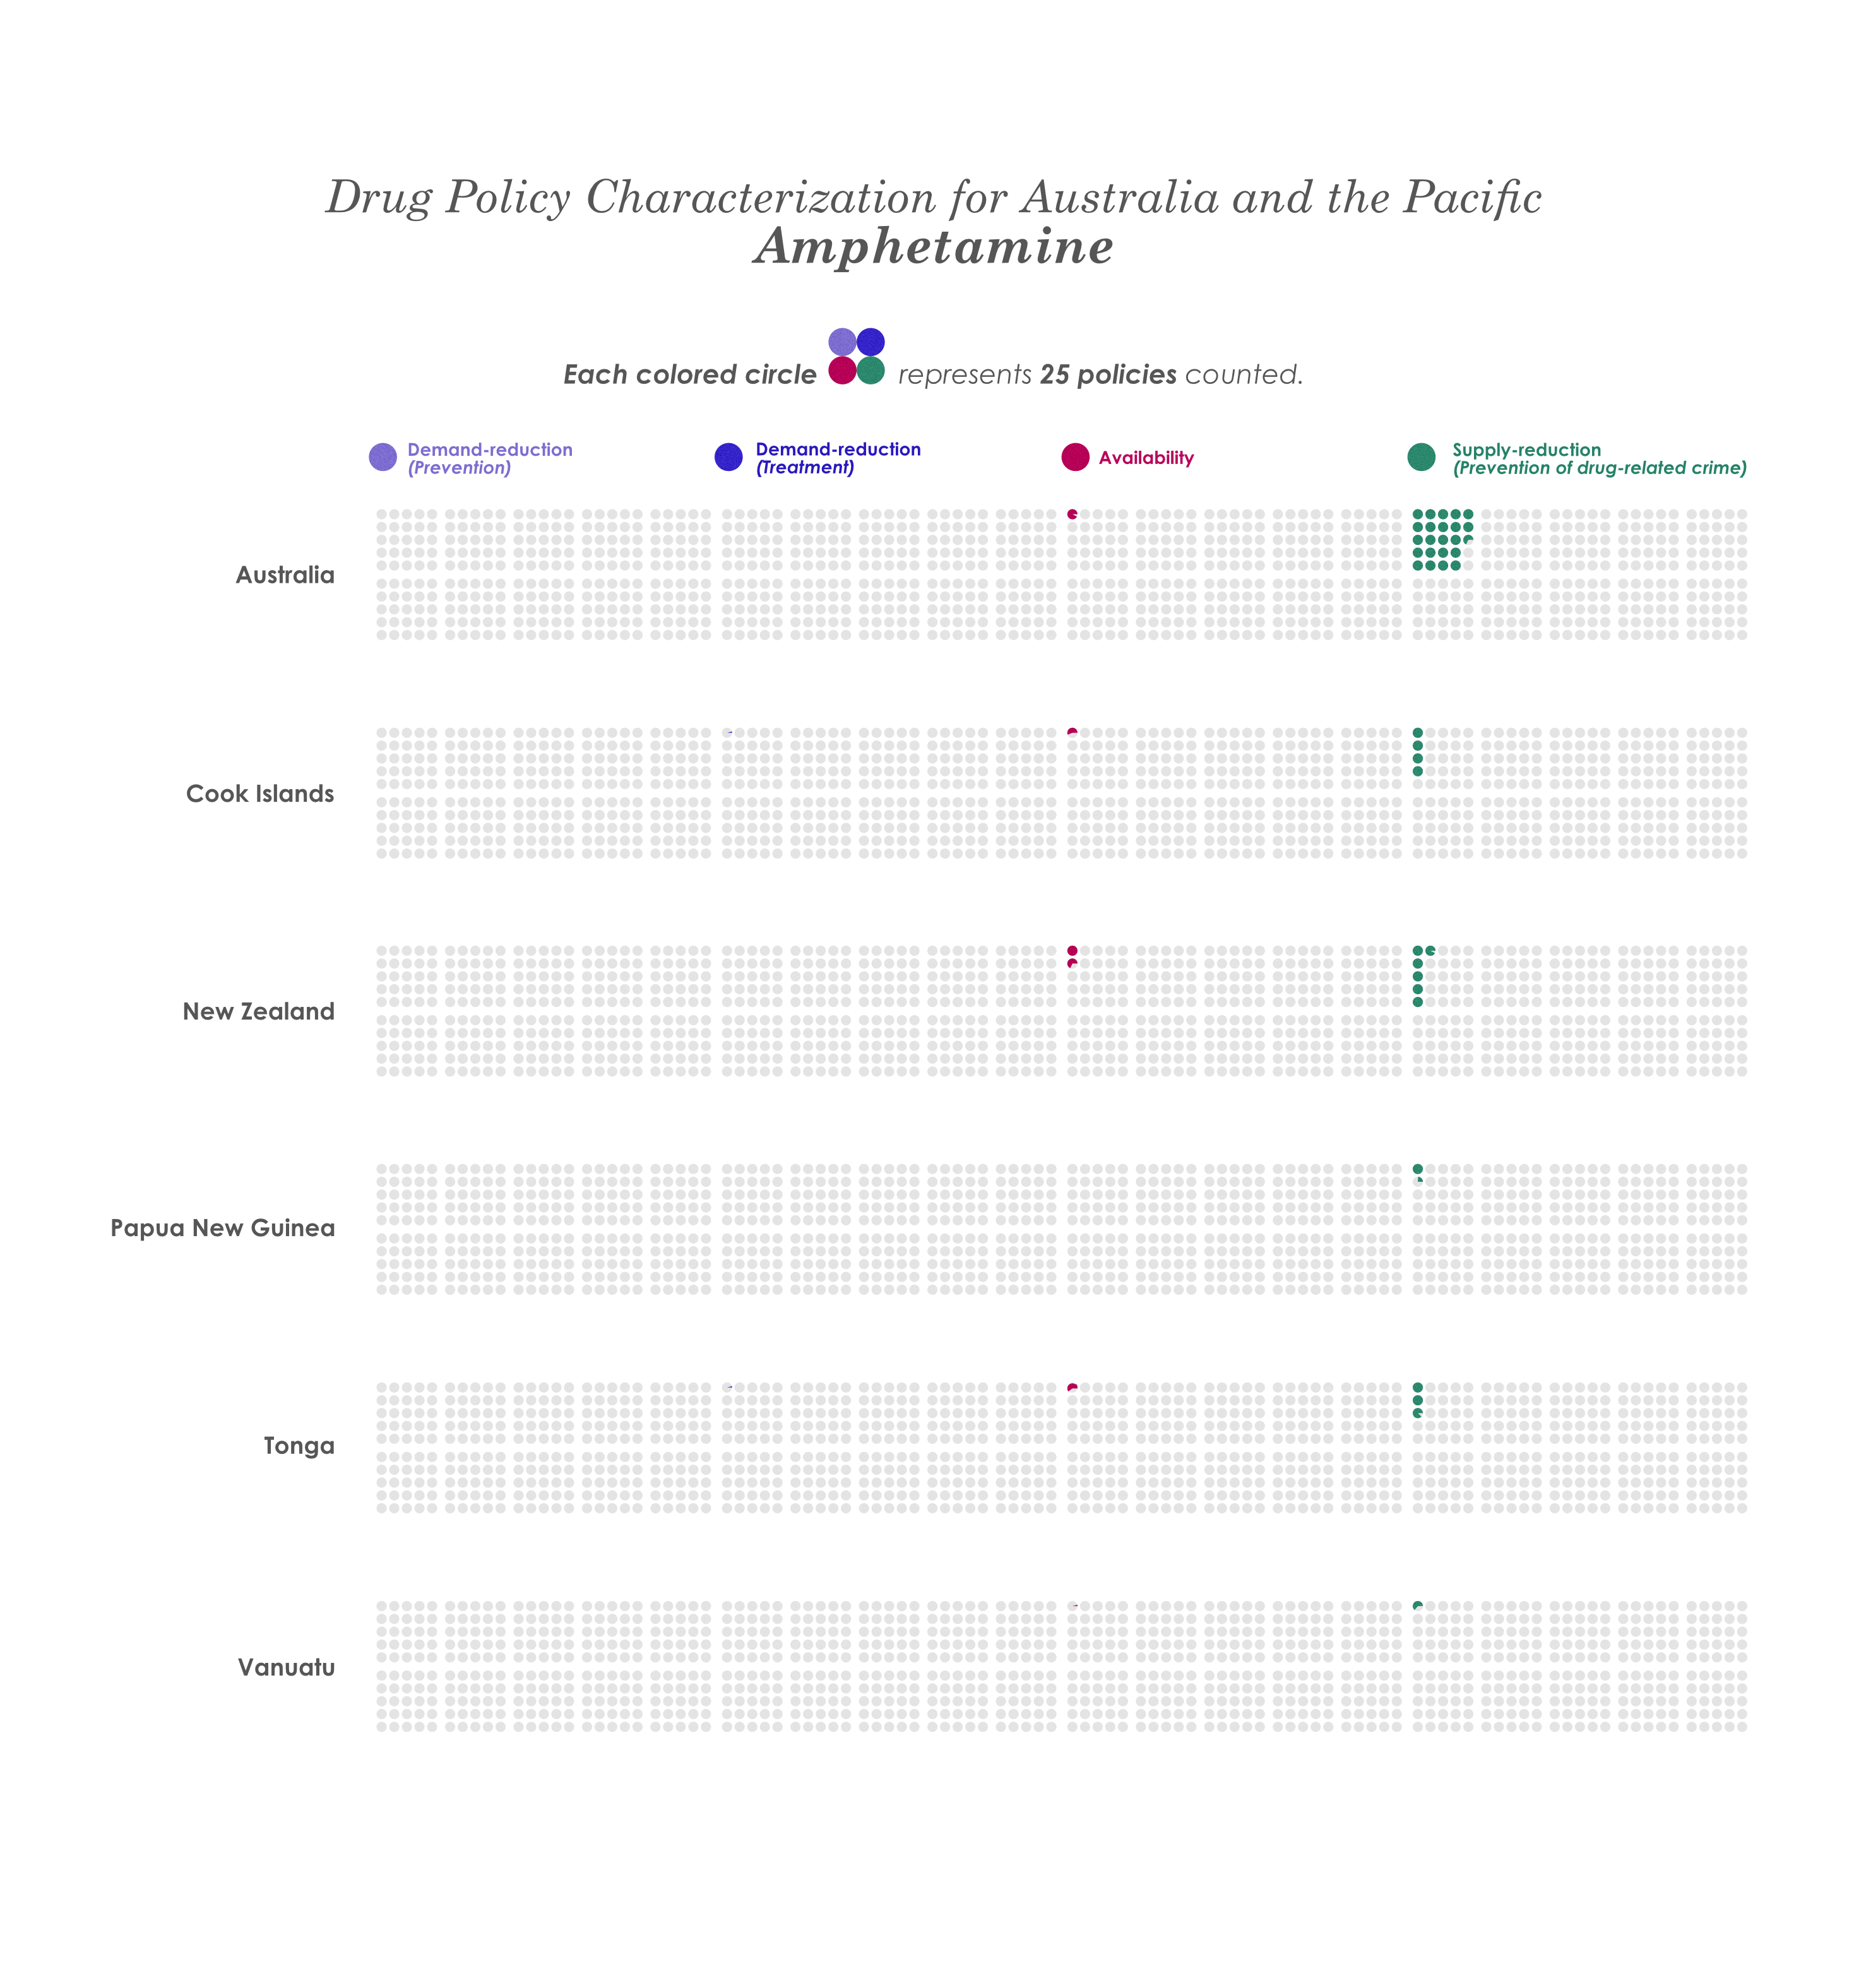 Drug Policy Characterization for Australia and the Pacific
Amphetamine
Each colored circle represents 25 policies counted.
Demand-reduction
(Prevention)
Demand-reduction
(Treatment)
Availability
Supply-reduction
(Prevention of drug-related crime)
Australia
Cook Islands
New Zealand
Papua New Guinea
Tonga
Vanuatu